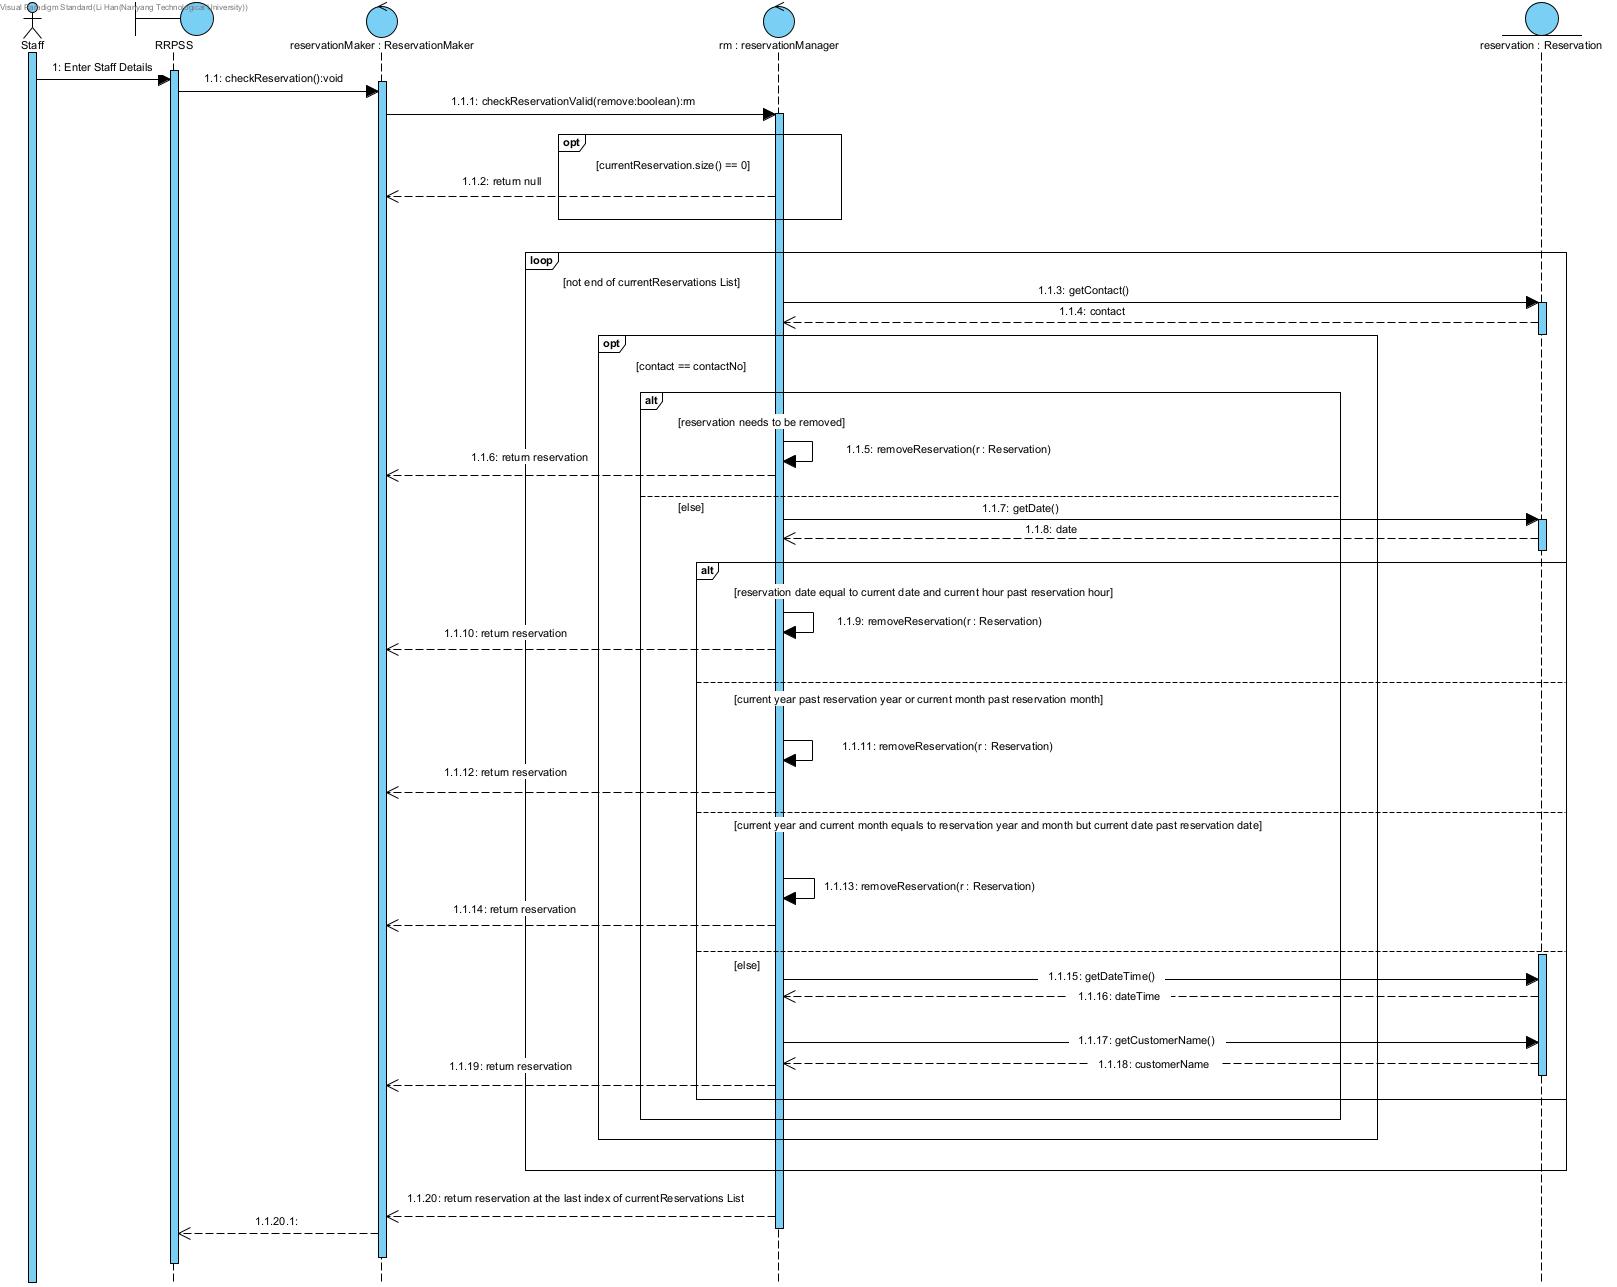 Visual Paradigm Standard(Li Han(Nanyang Technological University))
Staff
RRPSS
reservationMaker : ReservationMaker
rm : reservationManager
reservation : Reservation
1: Enter Staff Details
1.1: checkReservation():void
1.1.1: checkReservationValid(remove:boolean):rm
opt
[currentReservation.size() == 0]
1.1.2: return null
loop
[not end of currentReservations List]
1.1.3: getContact()
1.1.4: contact
opt
[contact == contactNo]
alt
[reservation needs to be removed]
1.1.5: removeReservation(r : Reservation)
1.1.6: return reservation
[else]
1.1.7: getDate()
1.1.8: date
alt
[reservation date equal to current date and current hour past reservation hour]
1.1.9: removeReservation(r : Reservation)
1.1.10: return reservation
[current year past reservation year or current month past reservation month]
1.1.11: removeReservation(r : Reservation)
1.1.12: return reservation
[current year and current month equals to reservation year and month but current date past reservation date]
1.1.13: removeReservation(r : Reservation)
1.1.14: return reservation
[else]
1.1.15: getDateTime()
1.1.16: dateTime
1.1.17: getCustomerName()
1.1.18: customerName
1.1.19: return reservation
1.1.20: return reservation at the last index of currentReservations List
1.1.20.1: